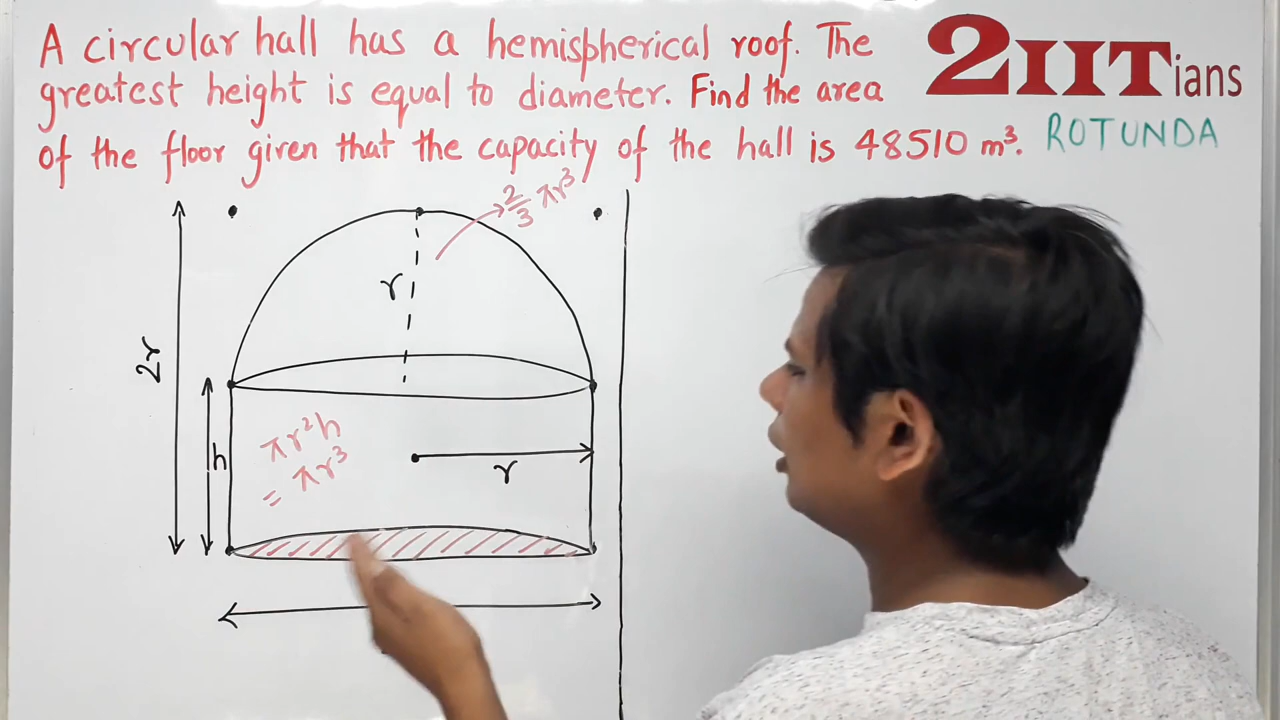 A circular hall has a hemispherical roof. The
greatest height is equal to diameter. Find the area
of the floor given that the capacity of the hall is 48510 m³.
2IITians
ROTUNDA
2/3 πr³
r
2r
h
πr²h
= πr³
r